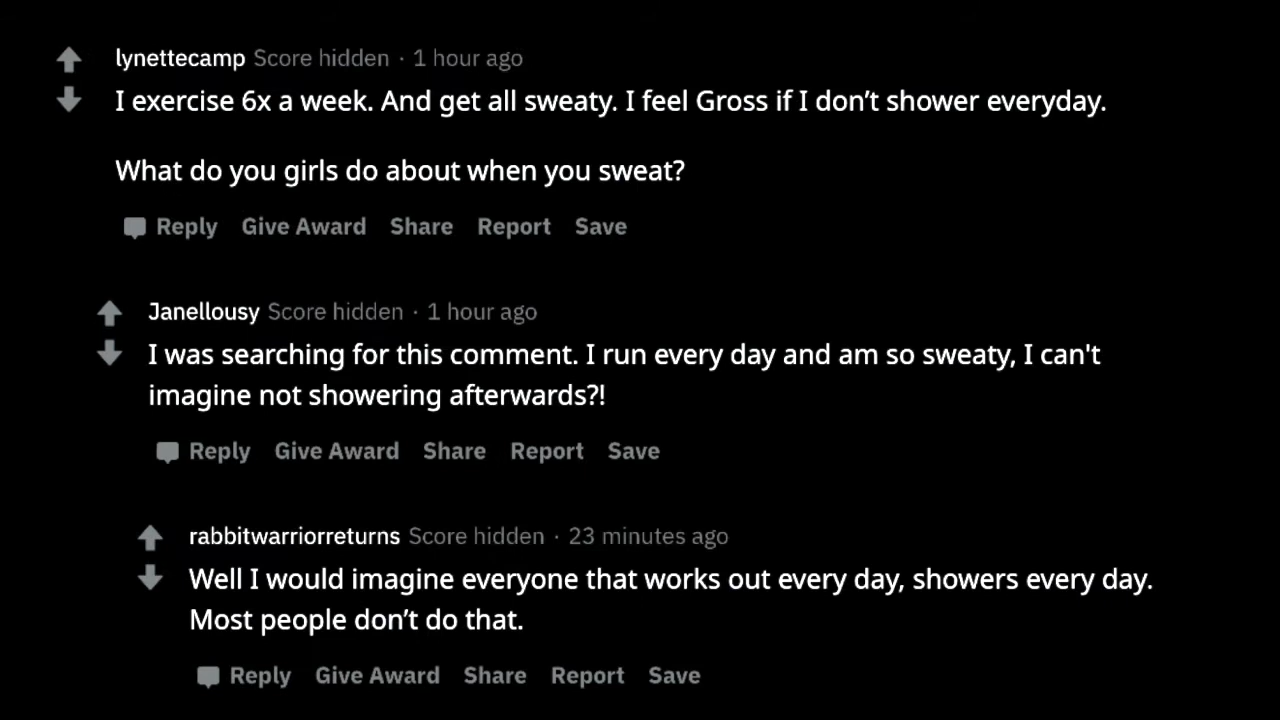 lynettecamp Score hidden · 1 hour ago
I exercise 6x a week. And get all sweaty. I feel Gross if I don’t shower everyday.
What do you girls do about when you sweat?
Reply Give Award Share Report Save
Janellousy Score hidden · 1 hour ago
I was searching for this comment. I run every day and am so sweaty, I can't
imagine not showering afterwards?!
Reply Give Award Share Report Save
rabbitwarriorreturns Score hidden · 23 minutes ago
Well I would imagine everyone that works out every day, showers every day.
Most people don’t do that.
Reply Give Award Share Report Save